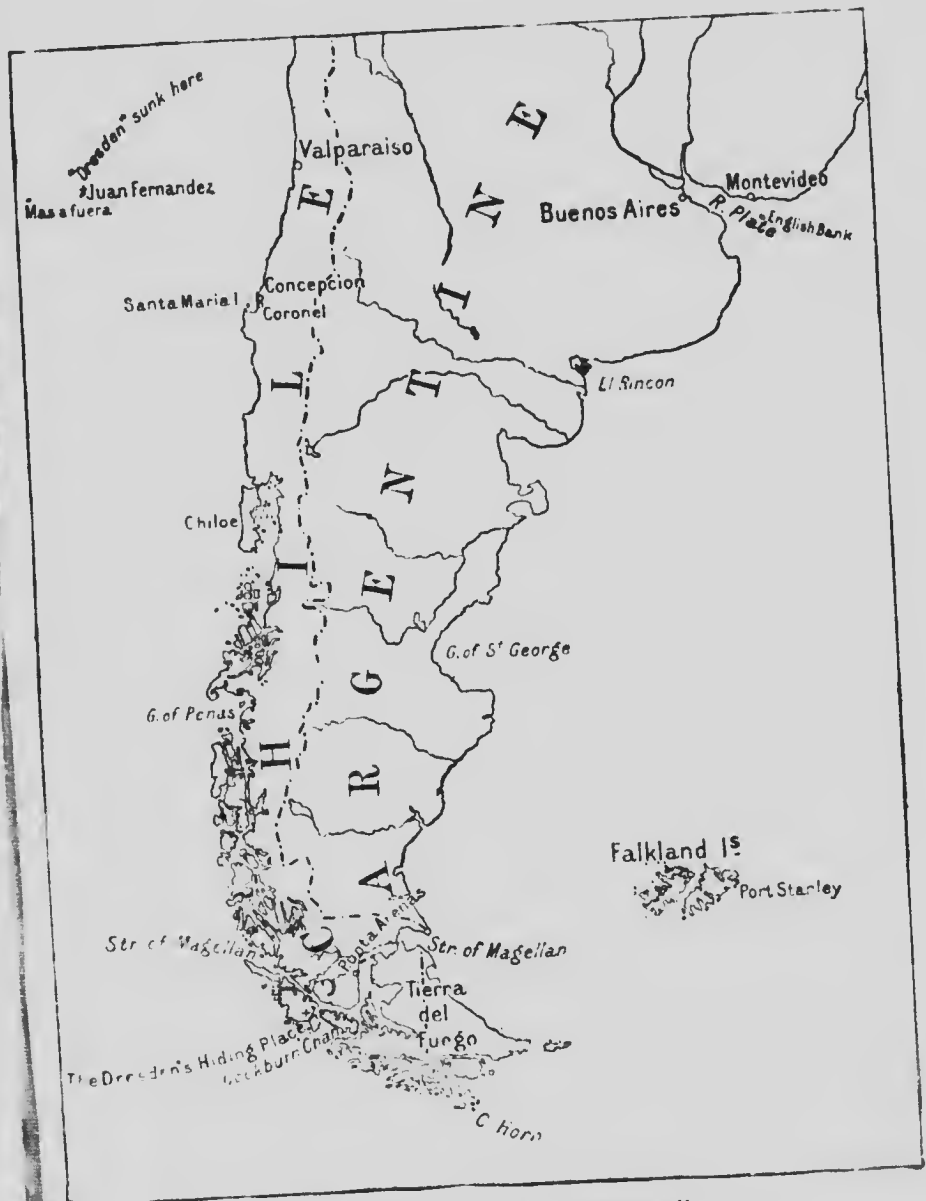 "Dresden" sunk here
Juan Fernandez
Mas a fuera
Valparaiso
Montevideo
Buenos Aires
R. Plate
English Bank
Concepcion
Santa Maria I.
Coronel
El Rincon
Chiloe
G. of St George
G. of Penas
CHILE
ARGENTINE
Falkland Is
Port Stanley
Punta Arenas
Str. of Magellan
Str. of Magellan
Tierra
del
Fuego
The Dresden's Hiding Place
Cockburn Chan.
C. Horn